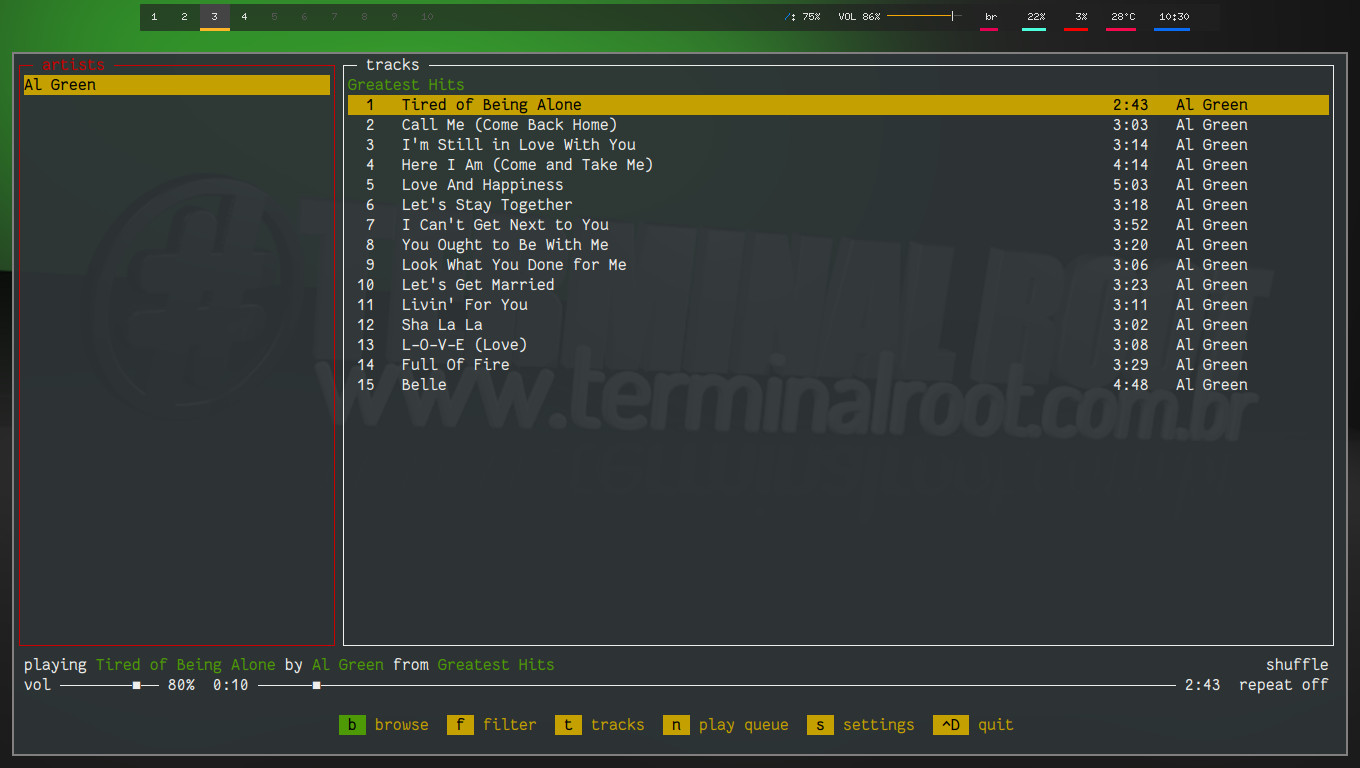 1 2 3 4 5 6 7 8 9 10 /: 75% VOL 86% br 22% 3% 28°C 10:30
artists
Al Green
tracks
Greatest Hits
1 Tired of Being Alone 2:43 Al Green
2 Call Me (Come Back Home) 3:03 Al Green
3 I'm Still in Love With You 3:14 Al Green
4 Here I Am (Come and Take Me) 4:14 Al Green
5 Love And Happiness 5:03 Al Green
6 Let's Stay Together 3:18 Al Green
7 I Can't Get Next to You 3:52 Al Green
8 You Ought to Be With Me 3:20 Al Green
9 Look What You Done for Me 3:06 Al Green
10 Let's Get Married 3:23 Al Green
11 Livin' For You 3:11 Al Green
12 Sha La La 3:02 Al Green
13 L-O-V-E (Love) 3:08 Al Green
14 Full Of Fire 3:29 Al Green
15 Belle 4:48 Al Green
TERMINAL ROOT
www.terminalroot.com.br
playing Tired of Being Alone by Al Green from Greatest Hits shuffle
vol 80% 0:10 2:43 repeat off
b browse f filter t tracks n play queue s settings ^D quit